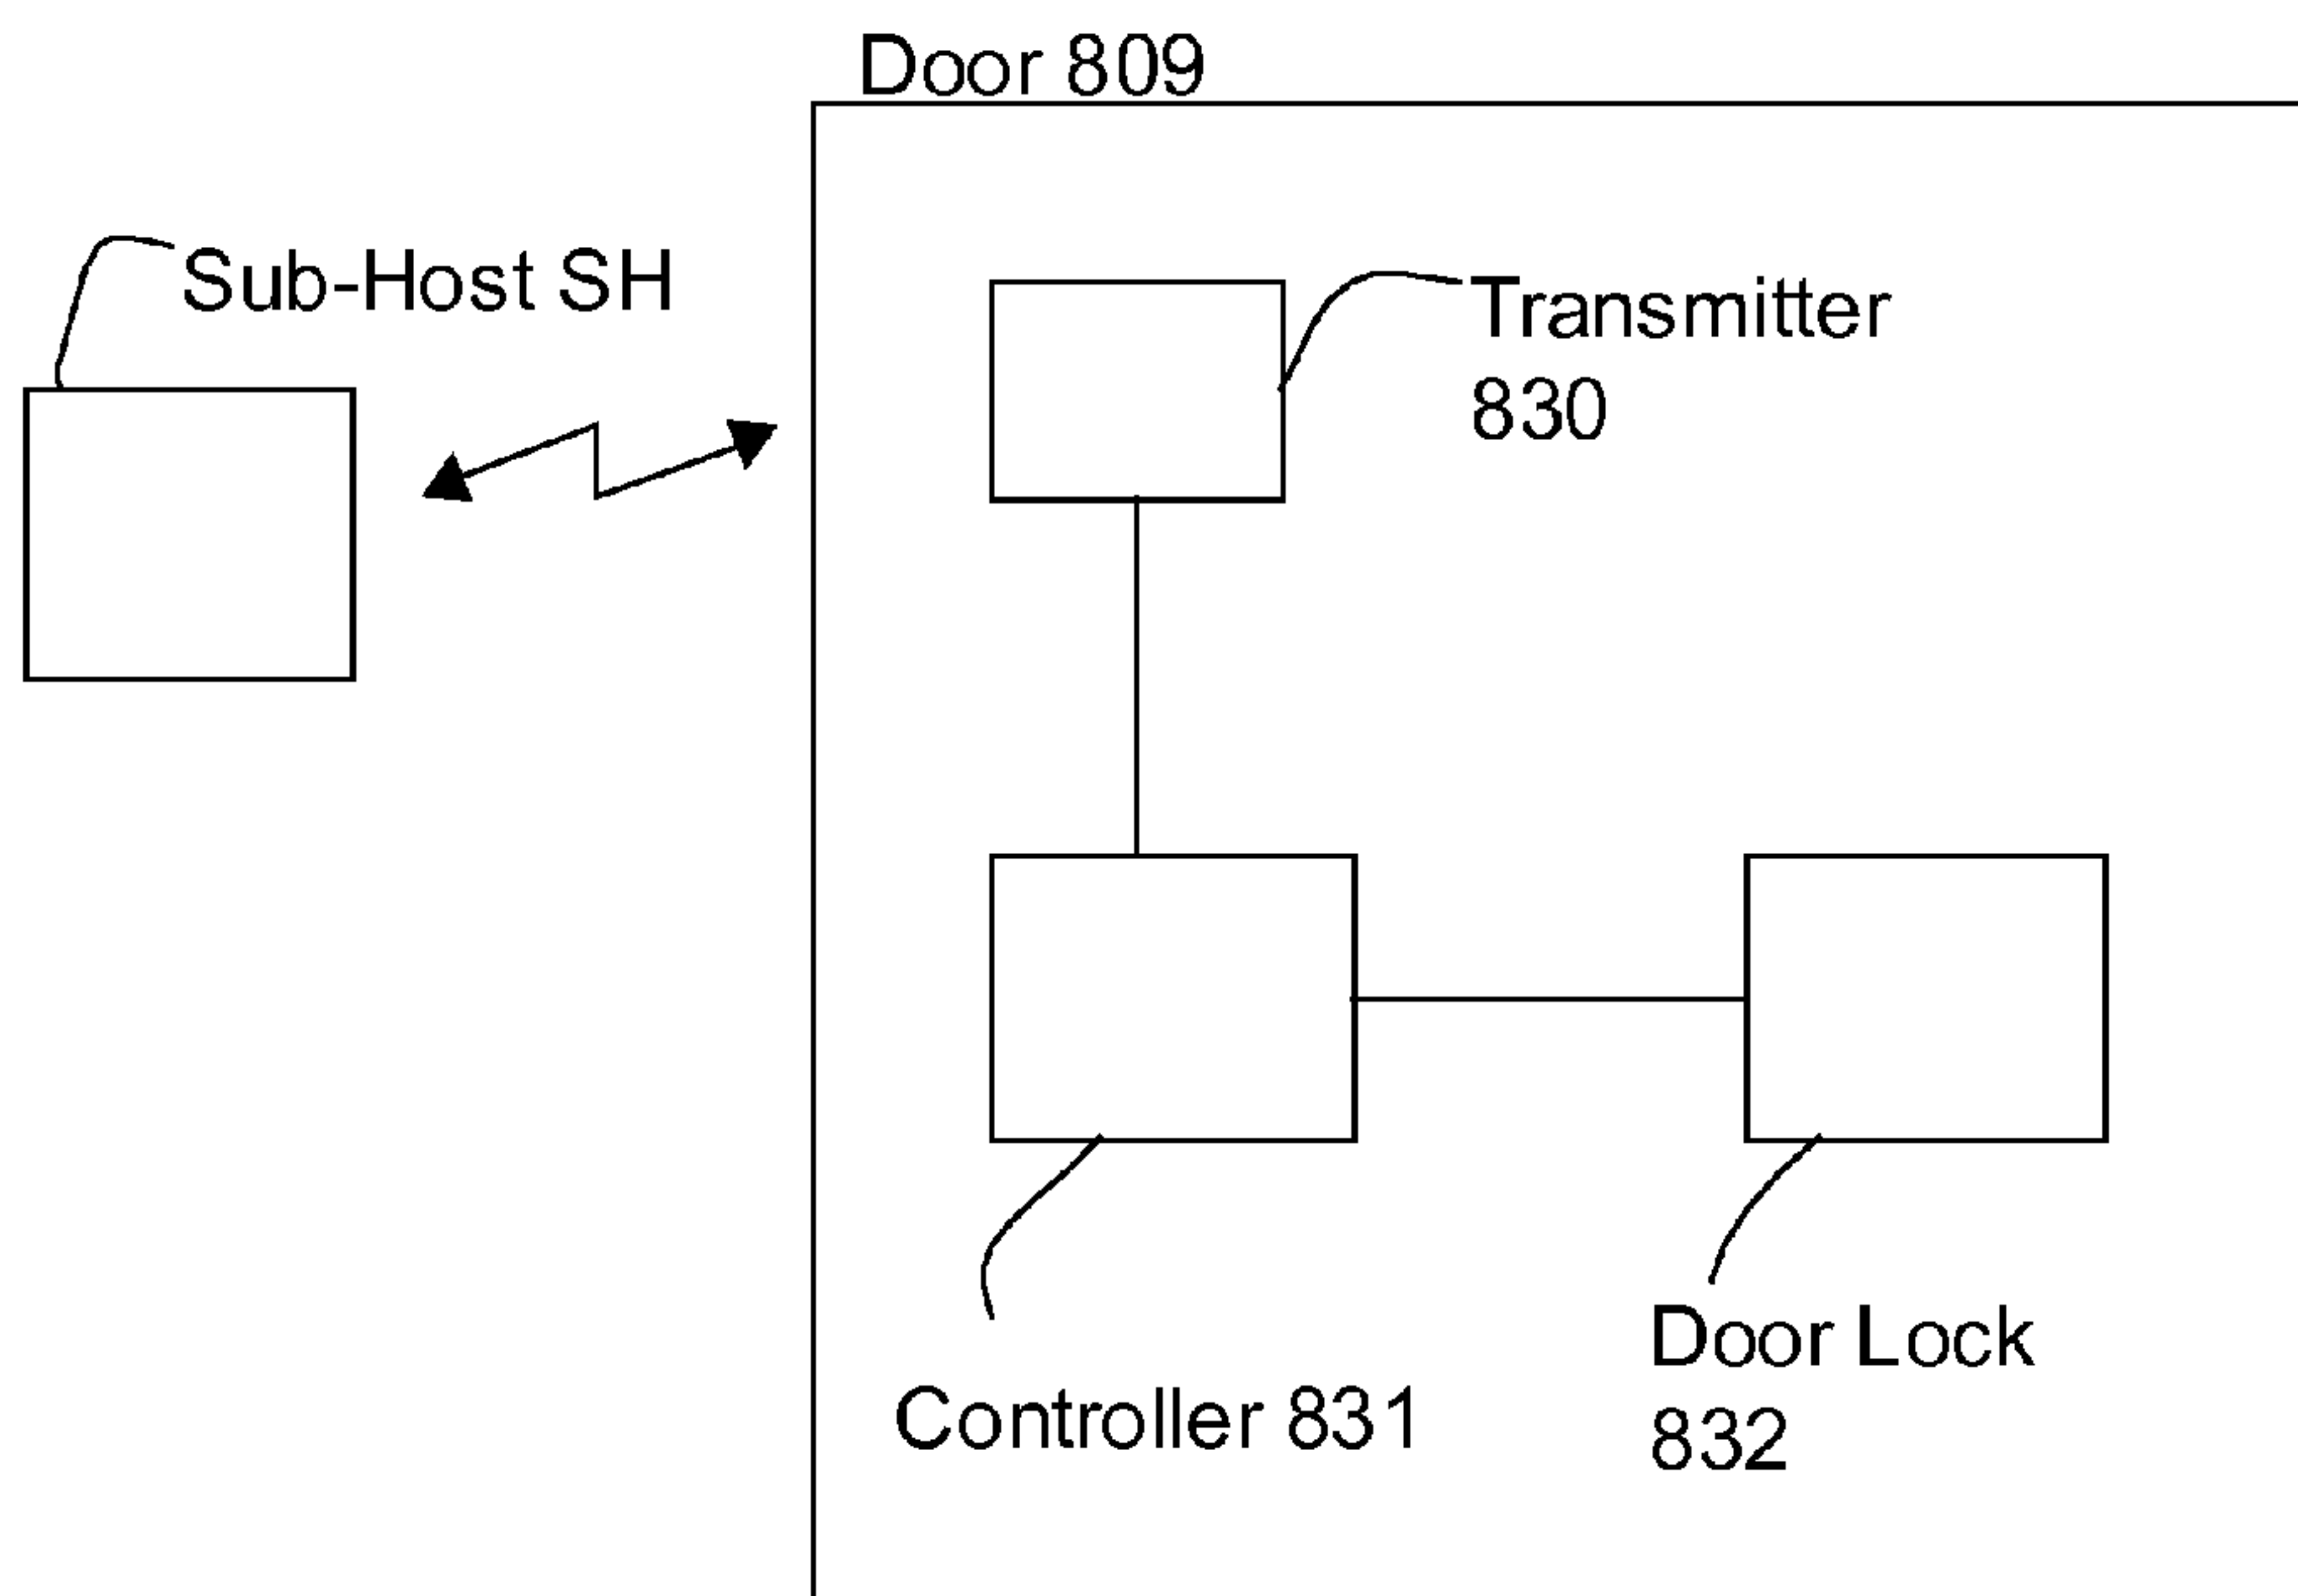 Door 809
Sub-Host SH
Transmitter
830
Controller 831
Door Lock
832